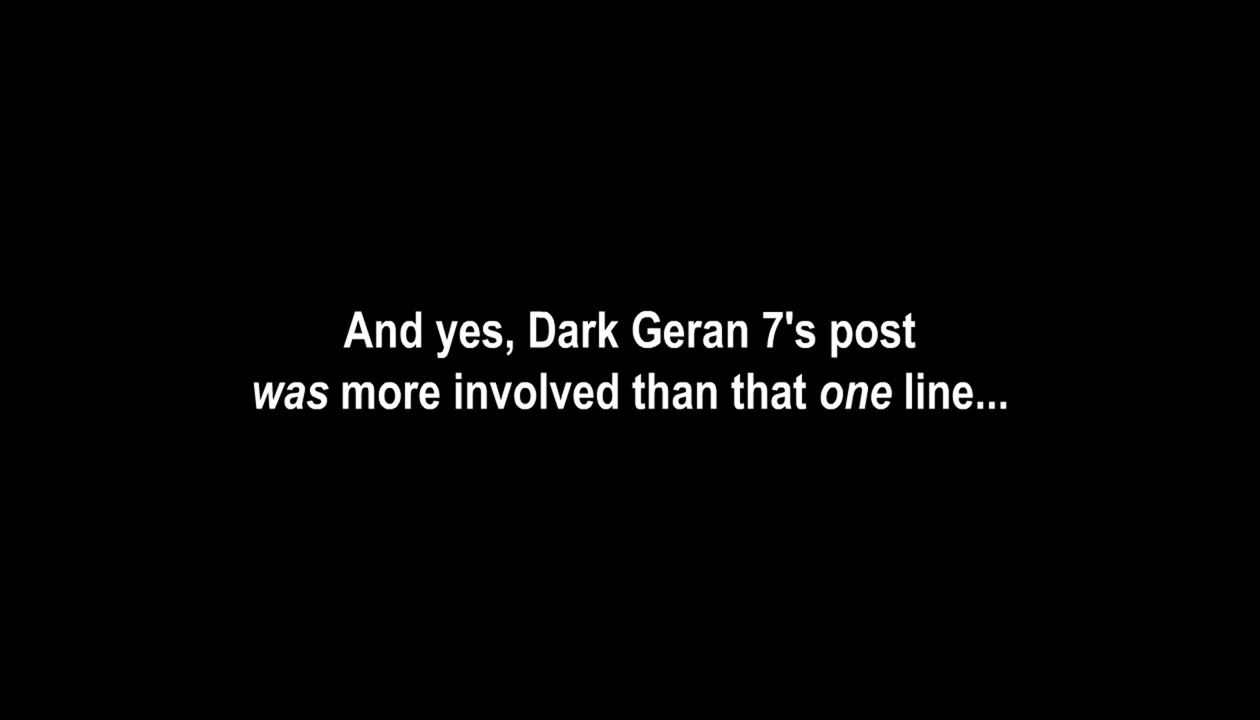 And yes, Dark Geran 7's post
was more involved than that one line...